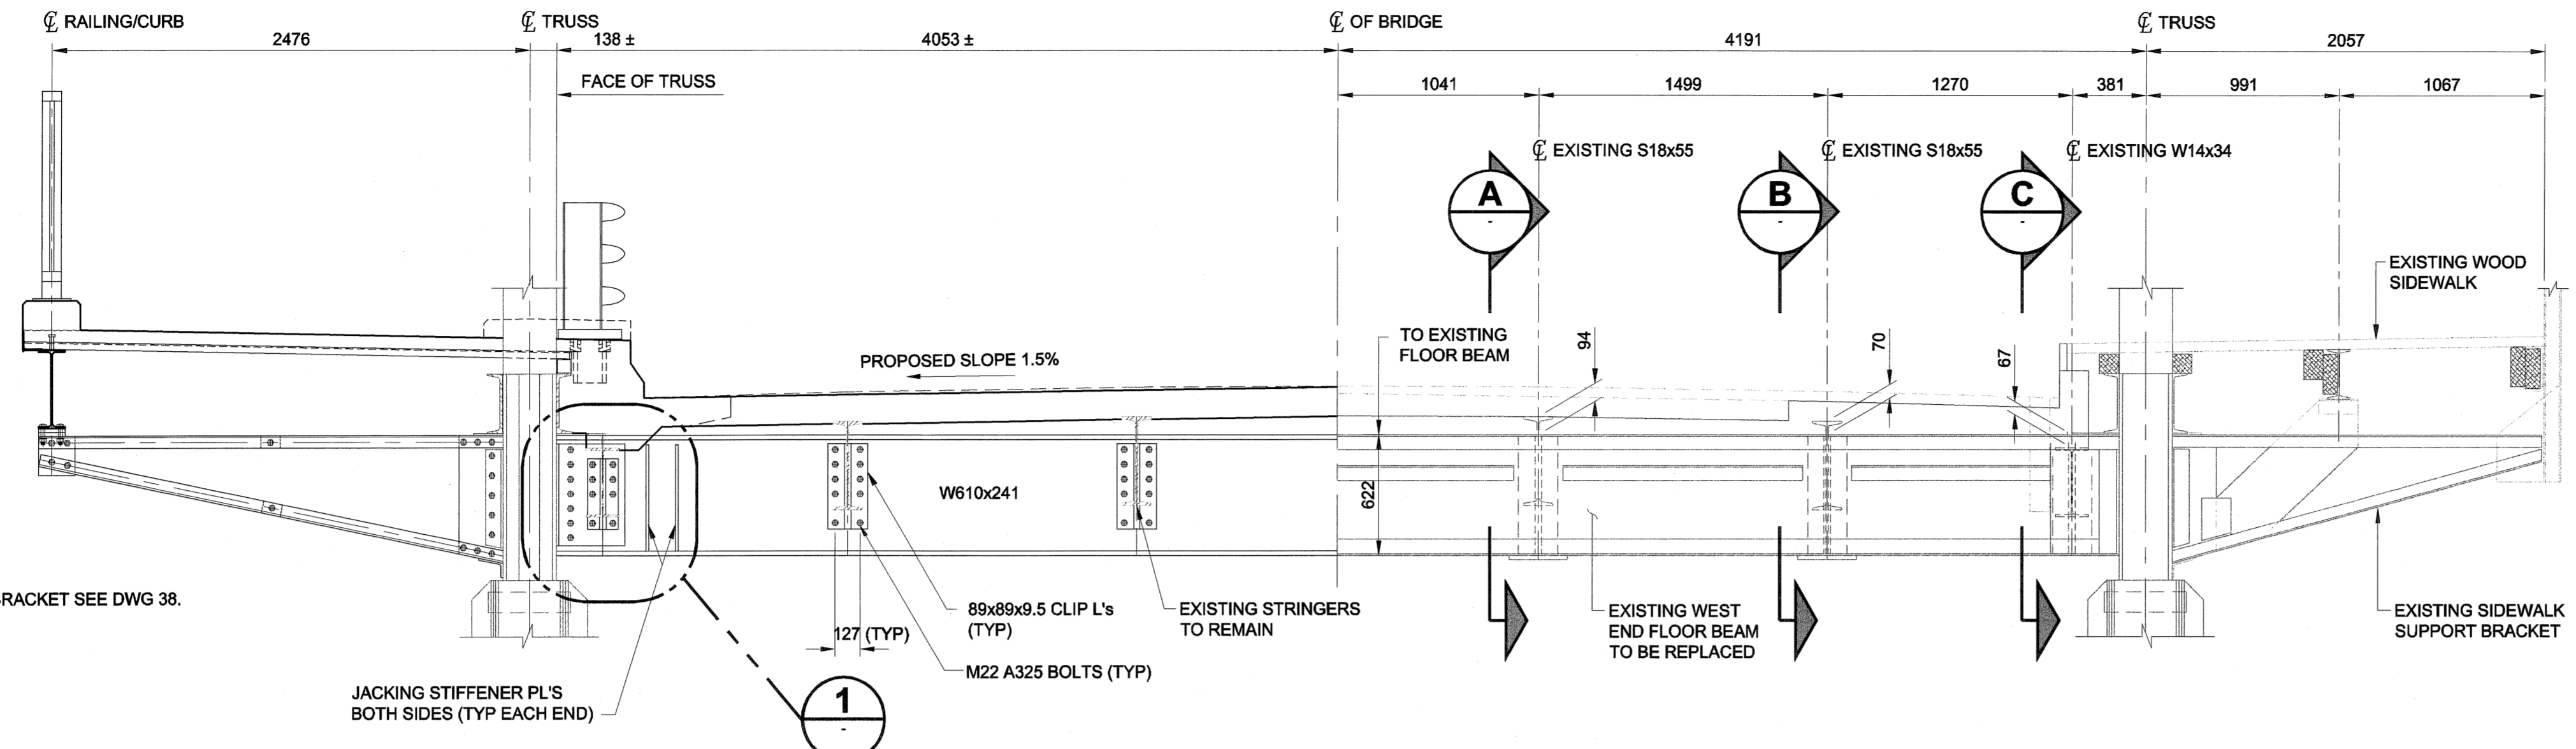 ℄ RAILING/CURB
℄ TRUSS
℄ OF BRIDGE
℄ TRUSS
2476
138 ±
4053 ±
4191
2057
FACE OF TRUSS
1041
1499
1270
381
991
1067
℄ EXISTING S18x55
℄ EXISTING S18x55
℄ EXISTING W14x34
A
-
B
-
C
-
EXISTING WOOD
SIDEWALK
TO EXISTING
FLOOR BEAM
94
70
67
PROPOSED SLOPE 1.5%
W610x241
622
BRACKET SEE DWG 38.
89x89x9.5 CLIP L's
(TYP)
127 (TYP)
EXISTING STRINGERS
TO REMAIN
EXISTING WEST
END FLOOR BEAM
TO BE REPLACED
EXISTING SIDEWALK
SUPPORT BRACKET
M22 A325 BOLTS (TYP)
JACKING STIFFENER PL'S
BOTH SIDES (TYP EACH END)
1
-